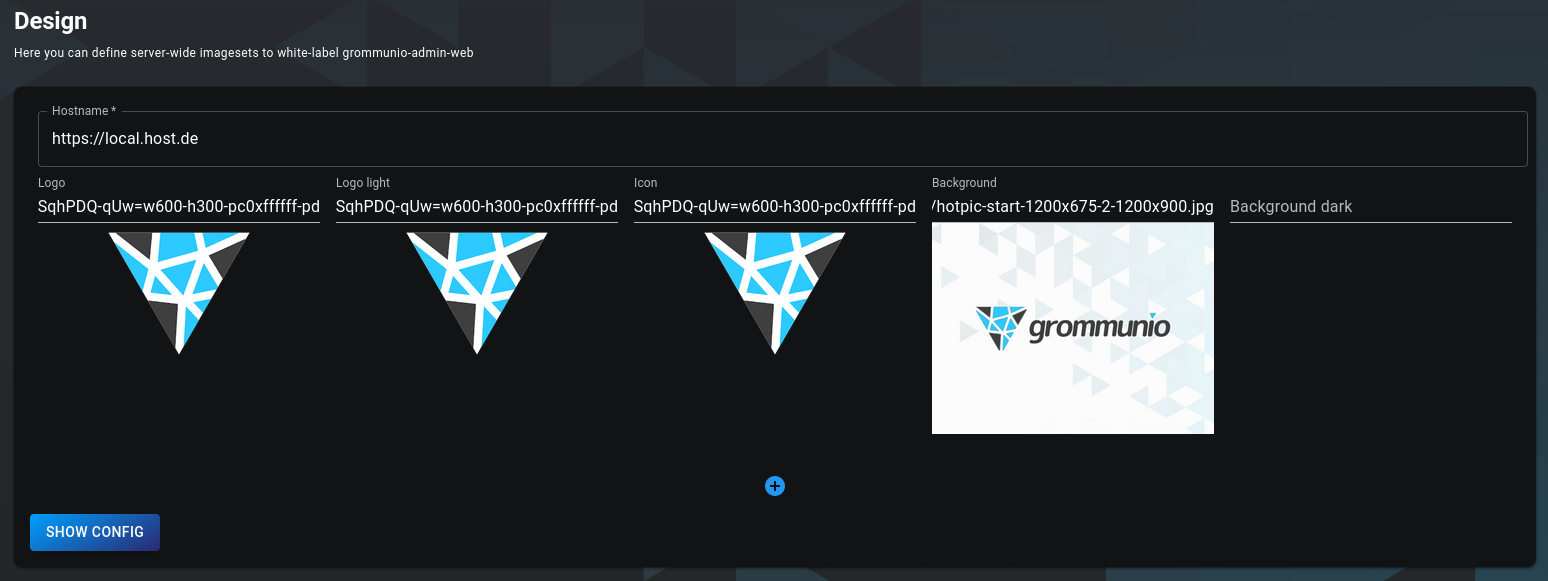 Design
Here you can define server-wide imagesets to white-label grommunio-admin-web
Hostname *
https://local.host.de
Logo
Logo light
Icon
Background
SqhPDQ-qUw=w600-h300-pc0xffffff-pd
SqhPDQ-qUw=w600-h300-pc0xffffff-pd
SqhPDQ-qUw=w600-h300-pc0xffffff-pd
/hotpic-start-1200x675-2-1200x900.jpg
Background dark
grommunio
SHOW CONFIG